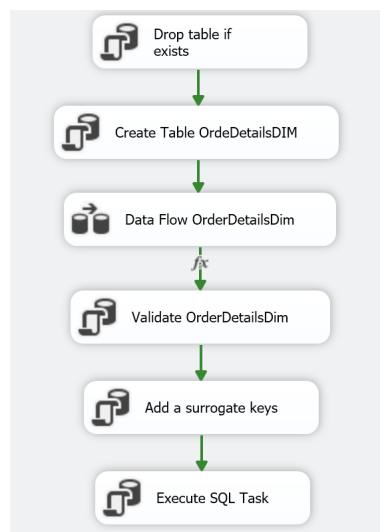 Drop table if
exists
Create Table OrdeDetailsDIM
Data Flow OrderDetailsDim
fx
Validate OrderDetailsDim
Add a surrogate keys
Execute SQL Task